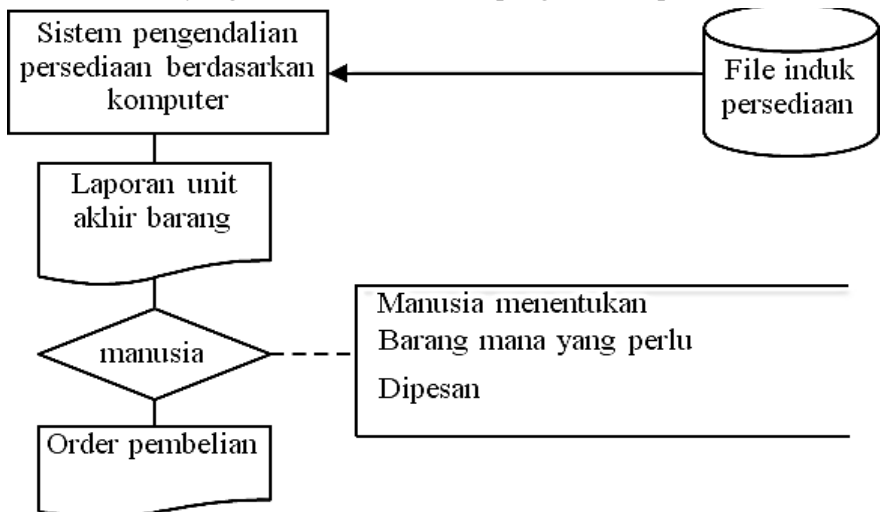 Sistem pengendalian
persediaan berdasarkan
komputer
File induk
persediaan
Laporan unit
akhir barang
manusia
Manusia menentukan
Barang mana yang perlu
Dipesan
Order pembelian